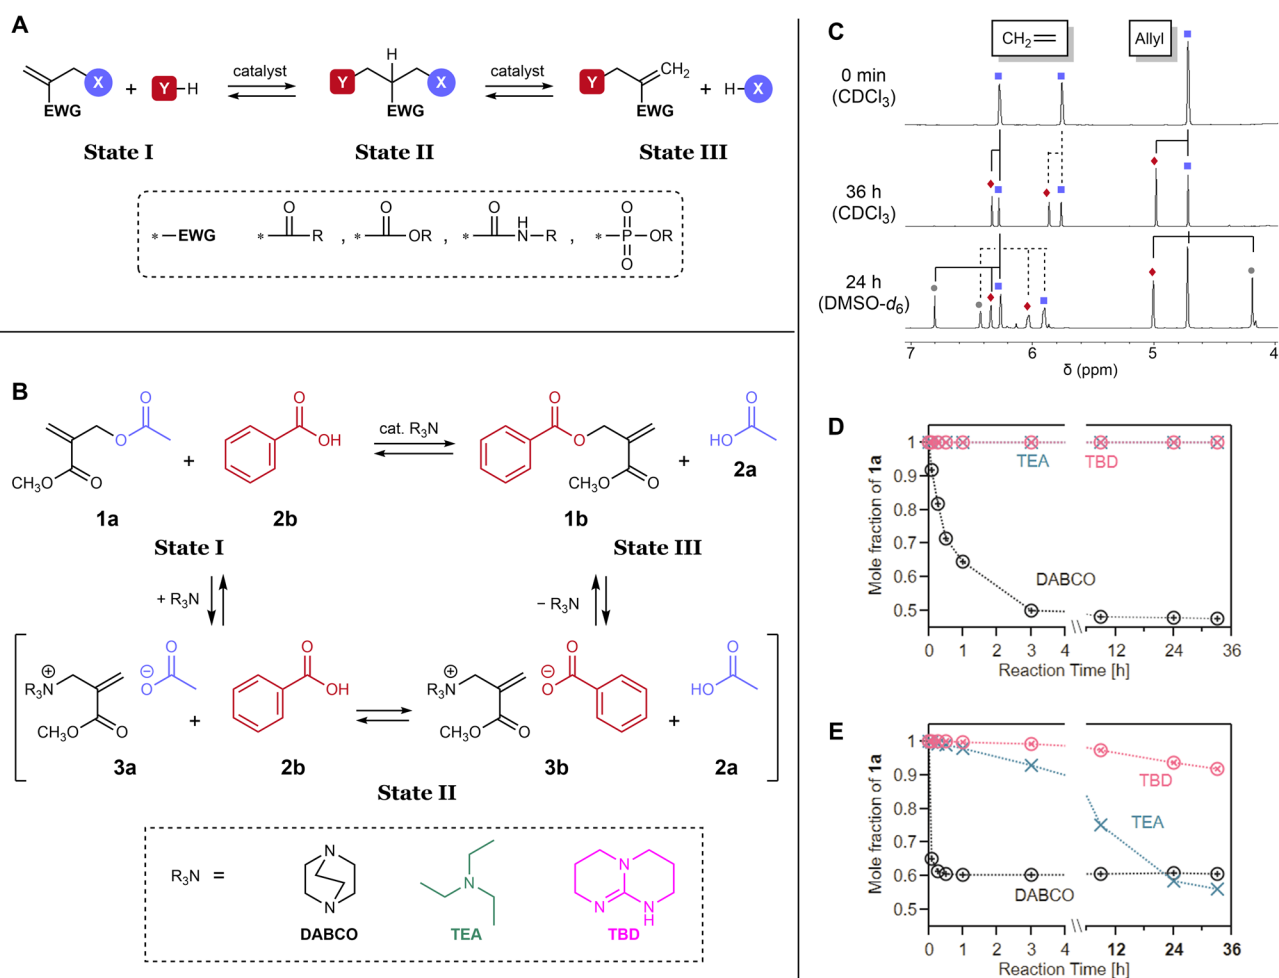 A
X
EWG
+
Y–H
catalyst
H
Y
X
EWG
catalyst
Y
CH2
EWG
+
H–X
State I
State II
State III
*–EWG
O
* R ,
O
* OR ,
O H
* N–R ,
O
* P–OR
O
B
O
O
CH3O O
1a
+
O
OH
2b
cat. R3N
O
O
CH3O O
1b
+
O
HO
2a
State I
State III
+ R3N
– R3N
⊕
R3N
⊖
O
O
CH3O O
3a
+
O
OH
2b
⊕
R3N
⊖
O
O
CH3O O
3b
+
O
HO
2a
State II
R3N =
N
N
DABCO
N
TEA
N
N N
H
TBD
C
CH2=
Allyl
0 min
(CDCl3)
36 h
(CDCl3)
24 h
(DMSO-d6)
7 6 5 4
δ (ppm)
D
Mole fraction of 1a
1
0.9
0.8
0.7
0.6
0.5
TEA
TBD
DABCO
0 1 2 3 4 12 24 36
Reaction Time [h]
E
Mole fraction of 1a
1
0.9
0.8
0.7
0.6
0.5
TBD
TEA
DABCO
0 1 2 3 4 12 24 36
Reaction Time [h]